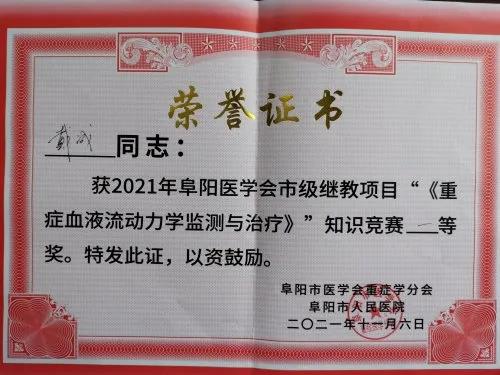 荣誉证书
戴成 同志：
获2021年阜阳医学会市级继教项目“《重
症血液流动力学监测与治疗》”知识竞赛 一 等
奖。特发此证，以资鼓励。
阜阳市医学会重症学分会
阜阳市人民医院
二〇二一年十一月六日